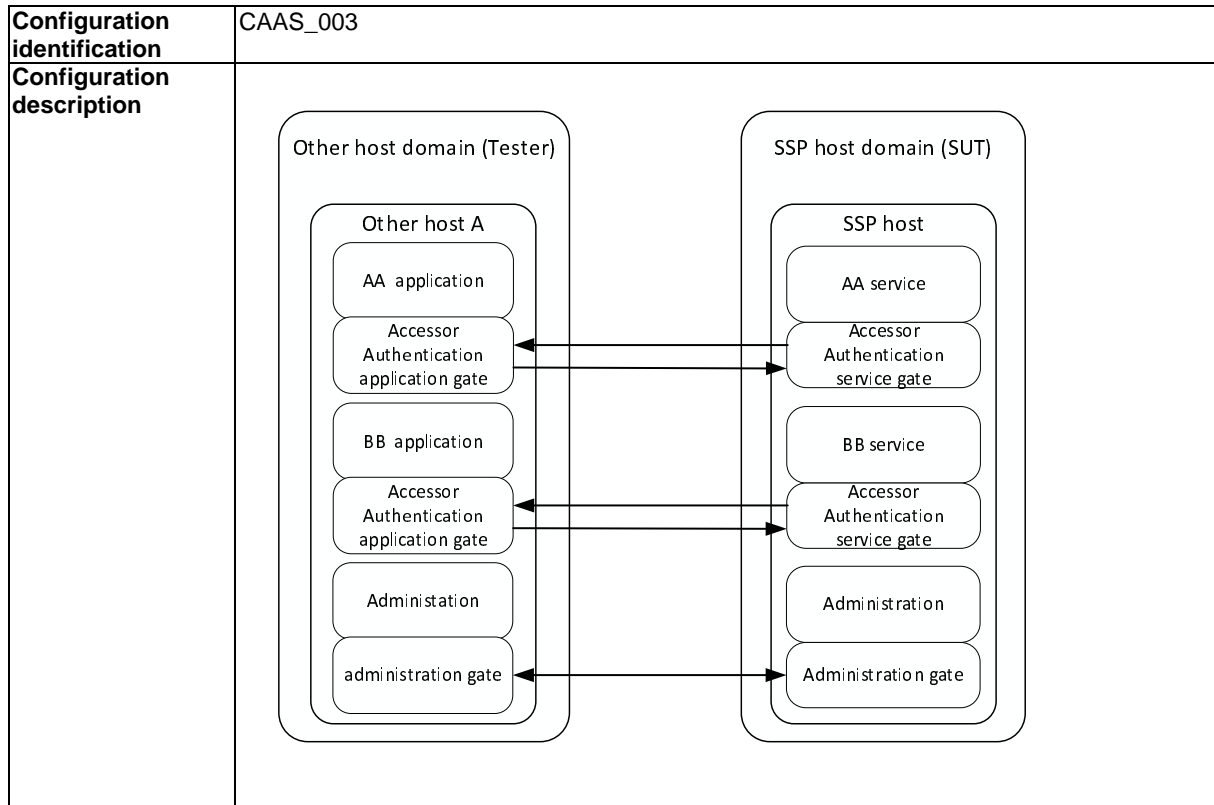 Configuration
identification
CAAS_003
Configuration
description
Other host domain (Tester)
Other host A
AA application
Accessor
Authentication
application gate
BB application
Accessor
Authentication
application gate
Administation
administration gate
SSP host domain (SUT)
SSP host
AA service
Accessor
Authentication
service gate
BB service
Accessor
Authentication
service gate
Administration
Administration gate